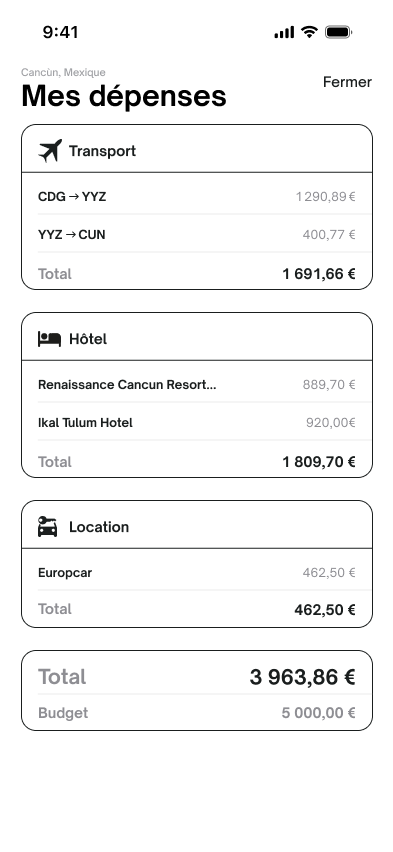 9:41
Cancùn, Mexique
Mes dépenses
Fermer
Transport
CDG → YYZ 1 290,89 €
YYZ → CUN 400,77 €
Total 1 691,66 €
Hôtel
Renaissance Cancun Resort... 889,70 €
Ikal Tulum Hotel 920,00€
Total 1 809,70 €
Location
Europcar 462,50 €
Total 462,50 €
Total 3 963,86 €
Budget 5 000,00 €